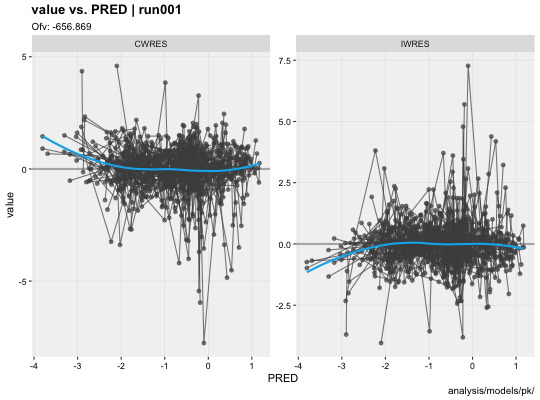 value vs. PRED | run001
Ofv: -656.869
CWRES
IWRES
value
5
0
-5
7.5
5.0
2.5
0.0
-2.5
-4 -3 -2 -1 0 1
-4 -3 -2 -1 0 1
PRED
analysis/models/pk/